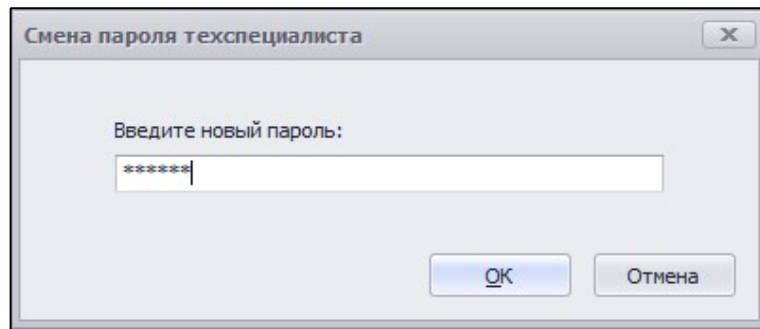 Смена пароля техспециалиста
Введите новый пароль:
******
OK
Отмена